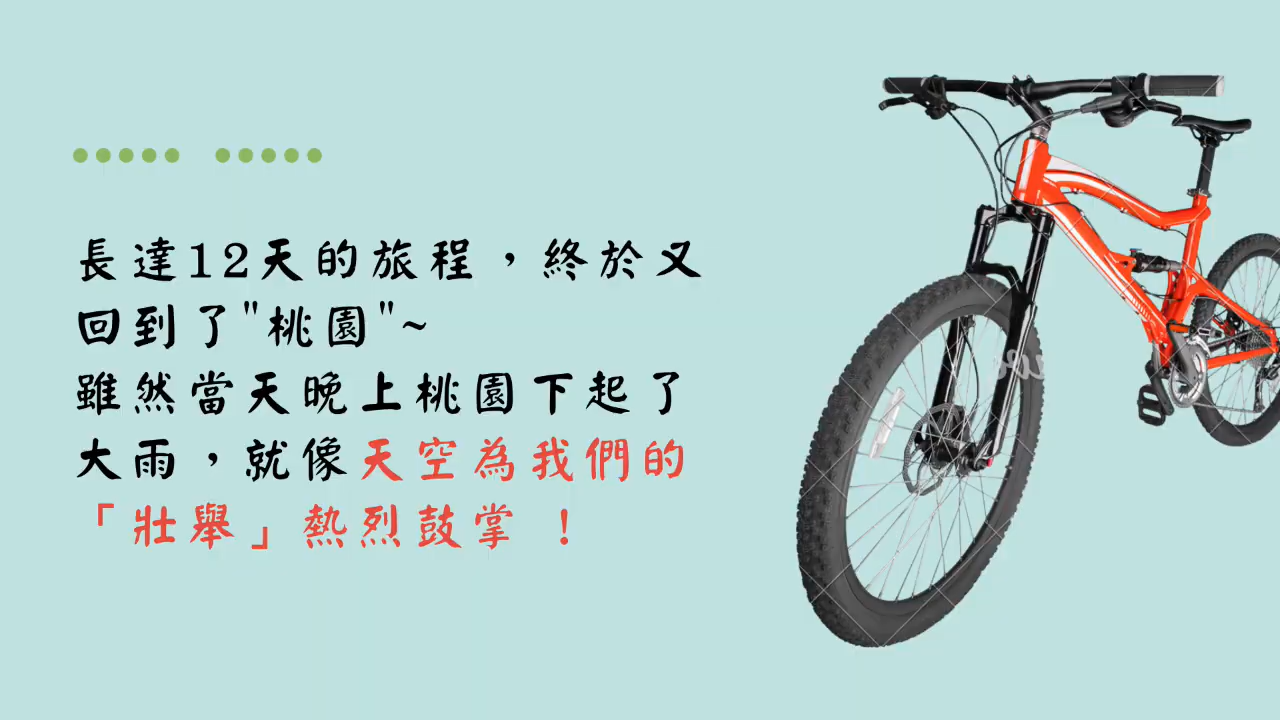 長達12天的旅程，終於又
回到了"桃園"~
雖然當天晚上桃園下起了
大雨，就像天空為我們的
「壯舉」熱烈鼓掌 !